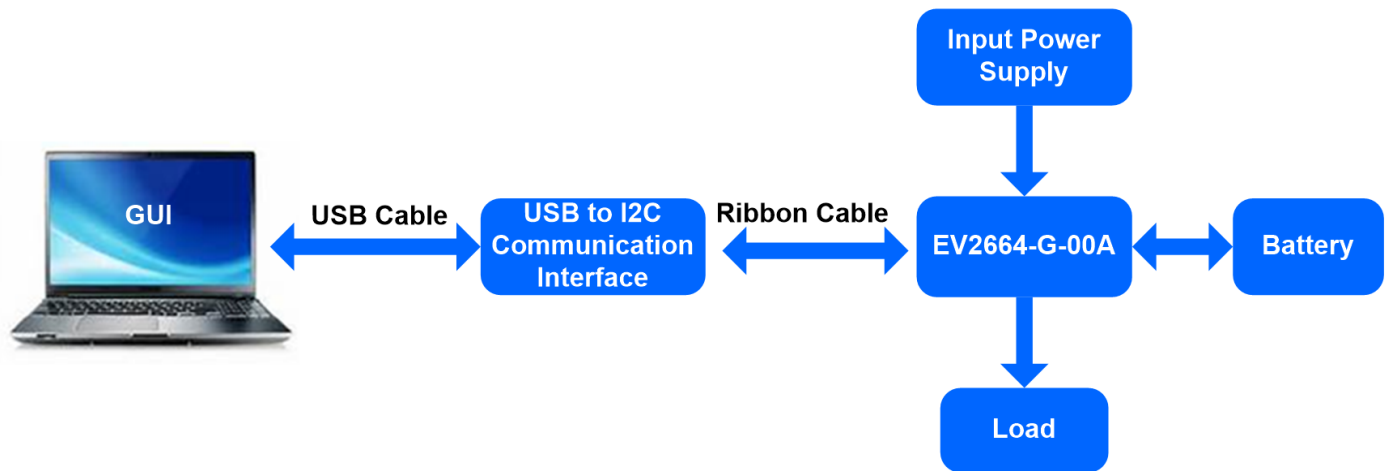 Input Power
Supply
GUI
USB Cable
USB to I2C
Communication
Interface
Ribbon Cable
EV2664-G-00A
Battery
Load